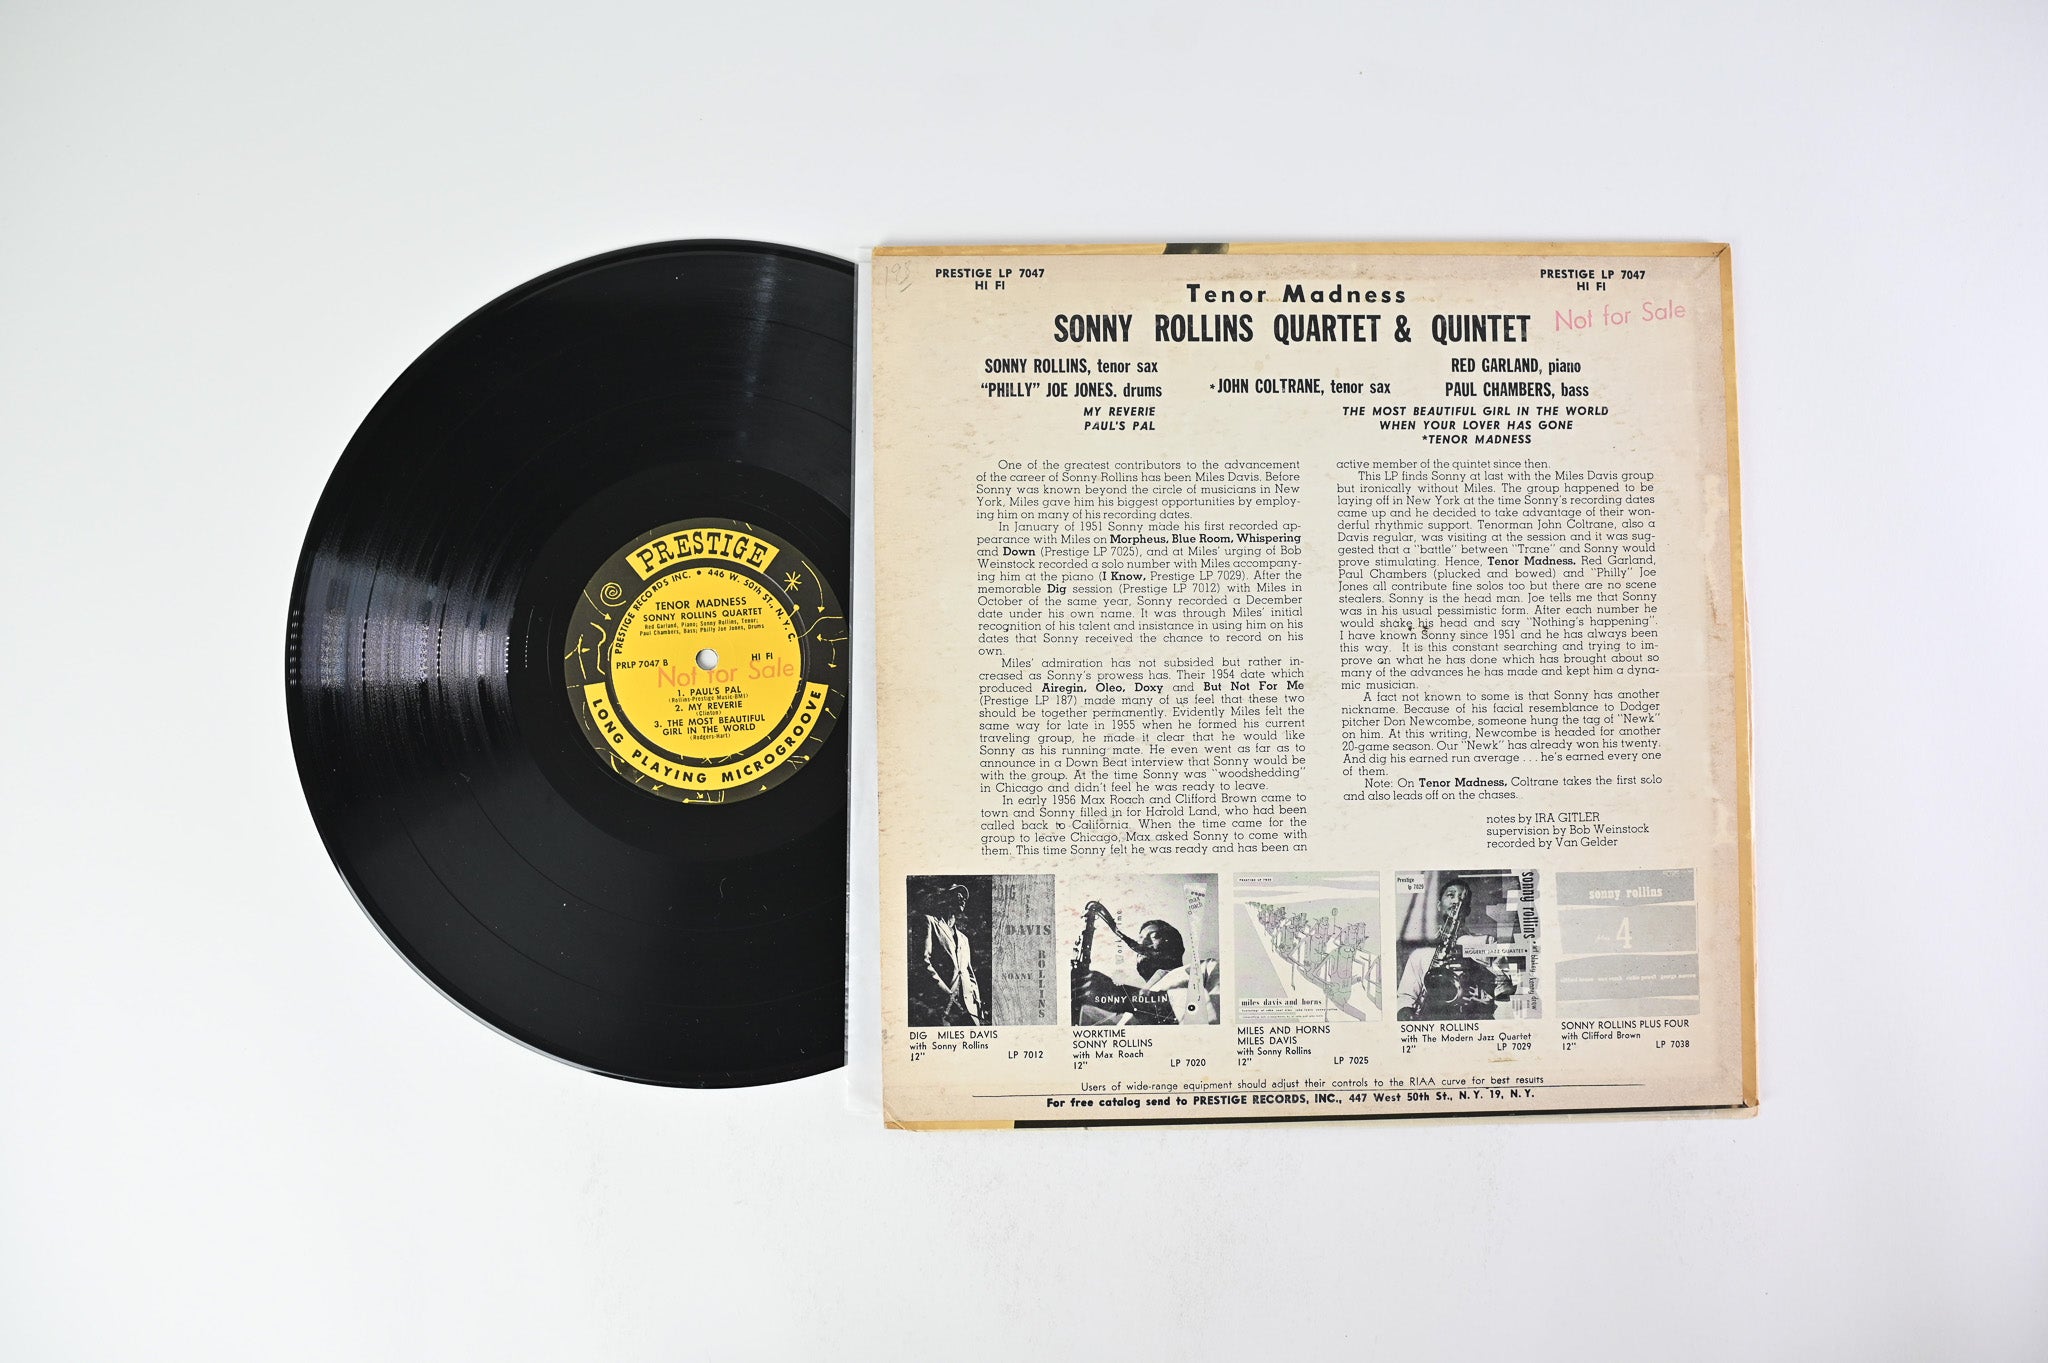 PRESTIGE
PRESTIGE RECORDS INC. • 446 W. 50th ST., N. Y. C.
TENOR MADNESS
SONNY ROLLINS QUARTET
Red Garland, Piano; Sonny Rollins, Tenor;
Paul Chambers, Bass; Philly Joe Jones, Drums
HI FI
PRLP 7047 B
Not for Sale
1. PAUL'S PAL
(Rollins-Prestige Music-BMI)
2. MY REVERIE
(Clinton)
3. THE MOST BEAUTIFUL
GIRL IN THE WORLD
(Rodgers-Hart)
LONG PLAYING MICROGROOVE
PRESTIGE LP 7047
HI FI
PRESTIGE LP 7047
HI FI
Tenor Madness
Not for Sale
SONNY ROLLINS QUARTET & QUINTET
SONNY ROLLINS, tenor sax
"PHILLY" JOE JONES. drums
*JOHN COLTRANE, tenor sax
RED GARLAND, piano
PAUL CHAMBERS, bass
MY REVERIE
PAUL'S PAL
THE MOST BEAUTIFUL GIRL IN THE WORLD
WHEN YOUR LOVER HAS GONE
*TENOR MADNESS
One of the greatest contributors to the advancement
of the career of Sonny Rollins has been Miles Davis. Before
Sonny was known beyond the circle of musicians in New
York, Miles gave him his biggest opportunities by employ-
ing him on many of his recording dates.
In January of 1951 Sonny made his first recorded ap-
pearance with Miles on Morpheus, Blue Room, Whispering
and Down (Prestige LP 7025), and at Miles' urging of Bob
Weinstock recorded a solo number with Miles accompany-
ing him at the piano (I Know, Prestige LP 7029). After the
memorable Dig session (Prestige LP 7012) with Miles in
October of the same year, Sonny recorded a December
date under his own name. It was through Miles' initial
recognition of his talent and insistance in using him on his
dates that Sonny received the chance to record on his
own.
Miles' admiration has not subsided but rather in-
creased as Sonny's prowess has. Their 1954 date which
produced Airegin, Oleo, Doxy and But Not For Me
(Prestige LP 187) made many of us feel that these two
should be together permanently. Evidently Miles felt the
same way for late in 1955 when he formed his current
traveling group, he made it clear that he would like
Sonny as his running mate. He even went as far as to
announce in a Down Beat interview that Sonny would be
with the group. At the time Sonny was "woodshedding"
in Chicago and didn't feel he was ready to leave.
In early 1956 Max Roach and Clifford Brown came to
town and Sonny filled in for Harold Land, who had been
called back to California. When the time came for the
group to leave Chicago, Max asked Sonny to come with
them. This time Sonny felt he was ready and has been an
active member of the quintet since then.
This LP finds Sonny at last with the Miles Davis group
but ironically without Miles. The group happened to be
laying off in New York at the time Sonny's recording dates
came up and he decided to take advantage of their won-
derful rhythmic support. Tenorman John Coltrane, also a
Davis regular, was visiting at the session and it was sug-
gested that a "battle" between "Trane" and Sonny would
prove stimulating. Hence, Tenor Madness. Red Garland,
Paul Chambers (plucked and bowed) and "Philly" Joe
Jones all contribute fine solos too but there are no scene
stealers. Sonny is the head man. Joe tells me that Sonny
was in his usual pessimistic form. After each number he
would shake his head and say "Nothing's happening".
I have known Sonny since 1951 and he has always been
this way. It is this constant searching and trying to im-
prove on what he has done which has brought about so
many of the advances he has made and kept him a dyna-
mic musician.
A fact not known to some is that Sonny has another
nickname. Because of his facial resemblance to Dodger
pitcher Don Newcombe, someone hung the tag of "Newk"
on him. At this writing, Newcombe is headed for another
20-game season. Our "Newk" has already won his twenty.
And dig his earned run average ... he's earned every one
of them.
Note: On Tenor Madness, Coltrane takes the first solo
and also leads off on the chases.
notes by IRA GITLER
supervision by Bob Weinstock
recorded by Van Gelder
DIG
DAVIS
SONNY
ROLLINS
DIG MILES DAVIS
with Sonny Rollins
12" LP 7012
max
roach
SONNY ROLLIN
WORKTIME
SONNY ROLLINS
with Max Roach
12" LP 7020
miles davis and horns
MILES AND HORNS
MILES DAVIS
with Sonny Rollins
12" LP 7025
Prestige
lp 7029
sonny rollins
MODERN JAZZ QUARTET
SONNY ROLLINS
with The Modern Jazz Quartet
12" LP 7029
sonny rollins
plus 4
SONNY ROLLINS PLUS FOUR
with Clifford Brown
12" LP 7038
Users of wide-range equipment should adjust their controls to the RIAA curve for best results
For free catalog send to PRESTIGE RECORDS, INC., 447 West 50th St., N. Y. 19, N. Y.